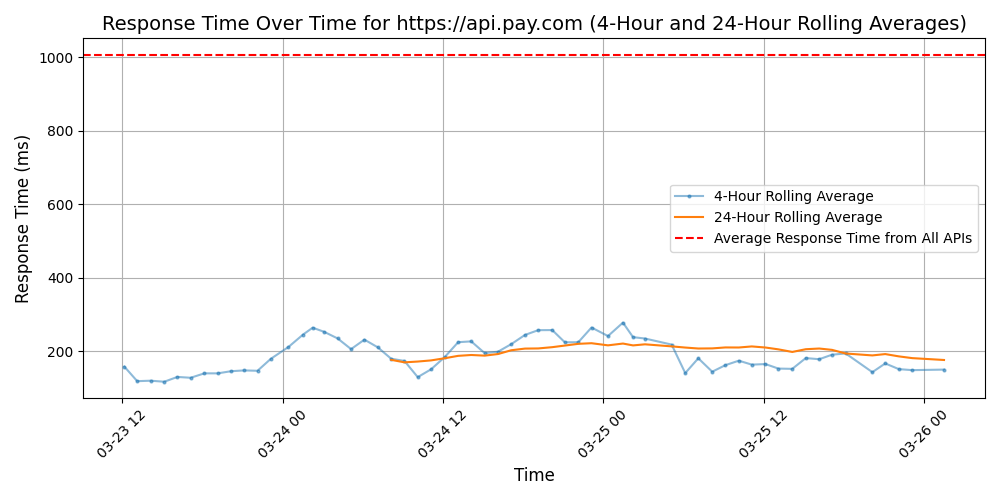 Response Time Over Time for https://api.pay.com (4-Hour and 24-Hour Rolling Averages)
Response Time (ms)
1000
800
600
400
200
4-Hour Rolling Average
24-Hour Rolling Average
Average Response Time from All APIs
03-23 12
03-24 00
03-24 12
03-25 00
03-25 12
03-26 00
Time